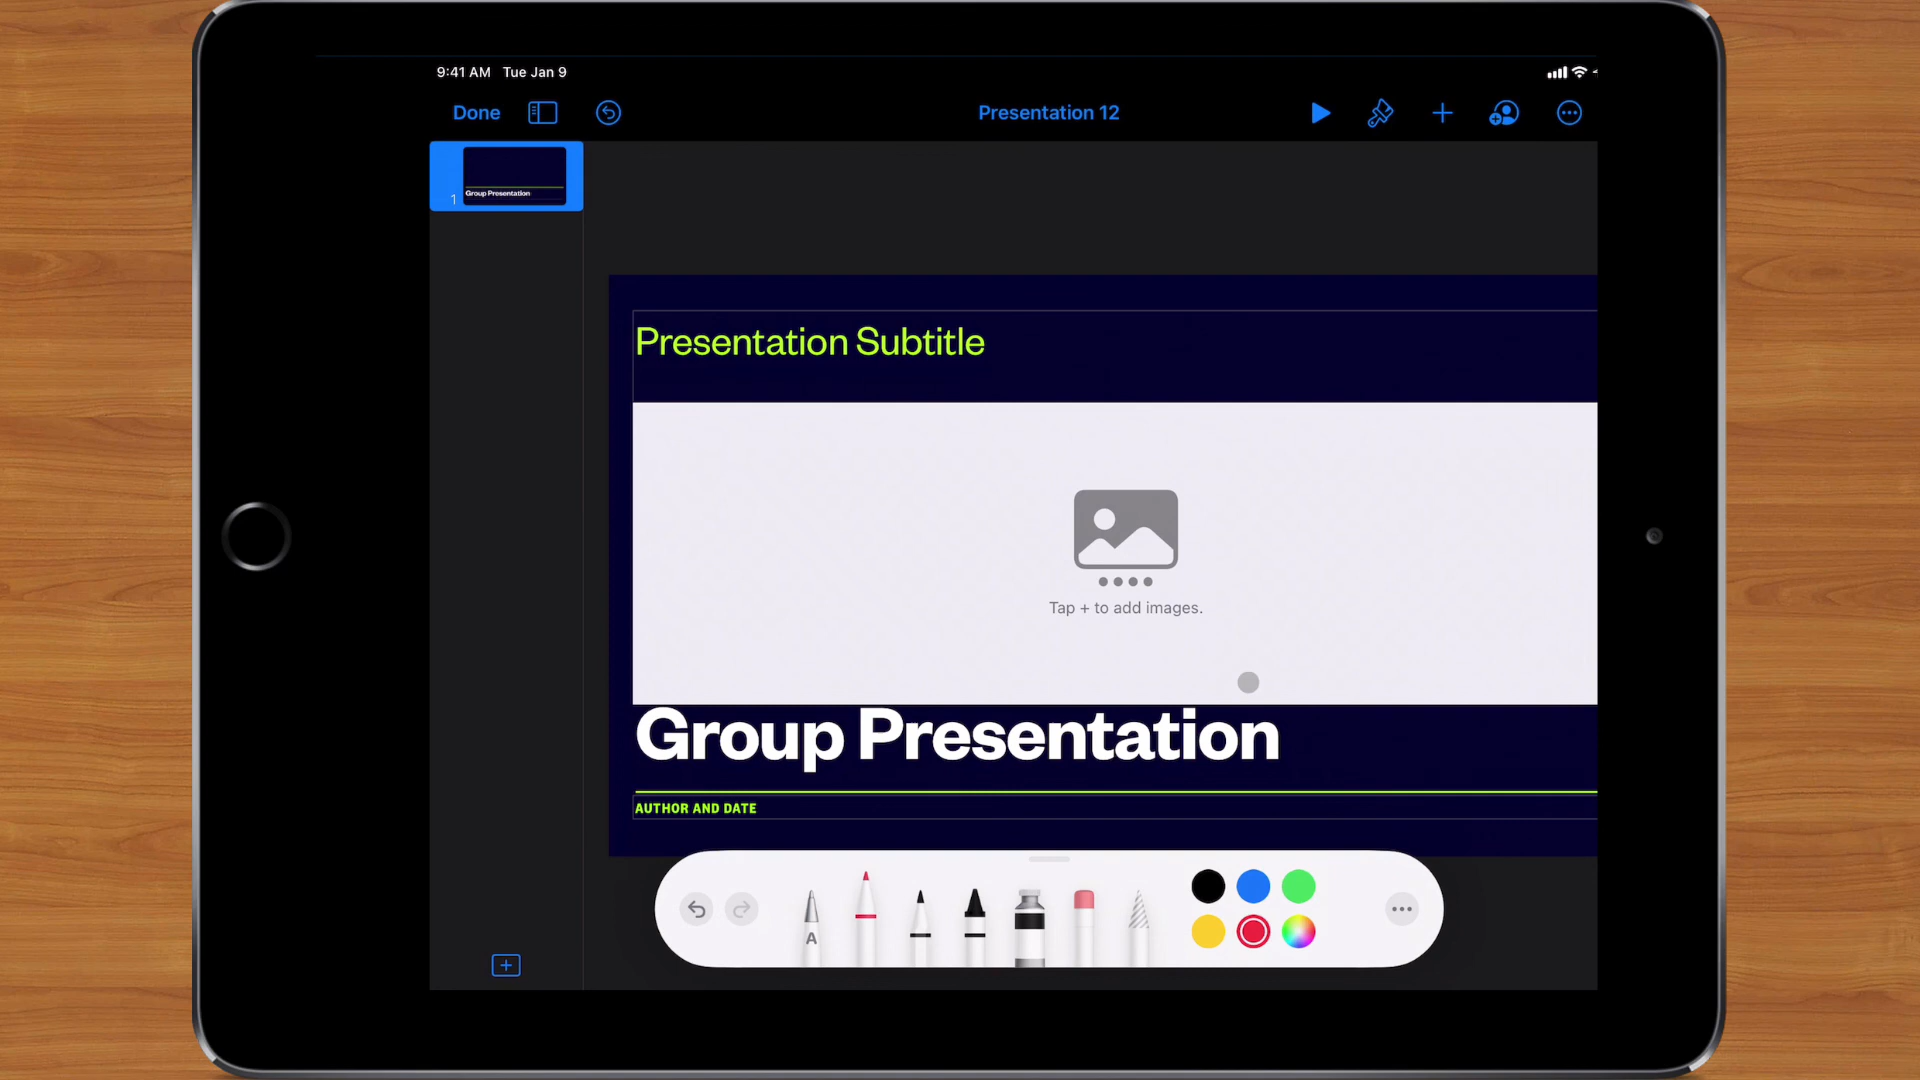 9:41 AM Tue Jan 9
Done
Presentation 12
Group Presentation
1
Presentation Subtitle
Tap + to add images.
Group Presentation
AUTHOR AND DATE
A